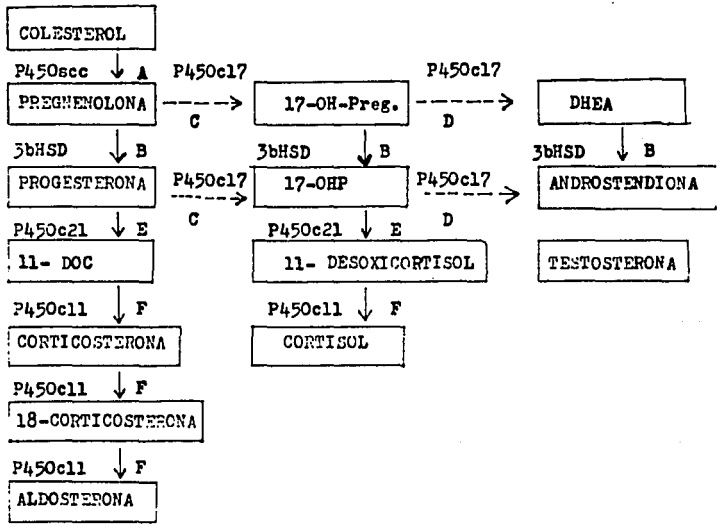 COLESTEROL
P450scc A P450c17 P450c17
PREGNENOLONA 17-OH-Preg. DHEA
C D
3bHSD B 3bHSD B 3bHSD B
PROGESTERONA P450c17 17-OHP P450c17 ANDROSTENDIONA
C D
P450c21 E P450c21 E
11- DOC 11- DESOXICORTISOL TESTOSTERONA
P450c11 F P450c11 F
CORTICOSTERONA CORTISOL
P450c11 F
18-CORTICOSTERONA
P450c11 F
ALDOSTERONA